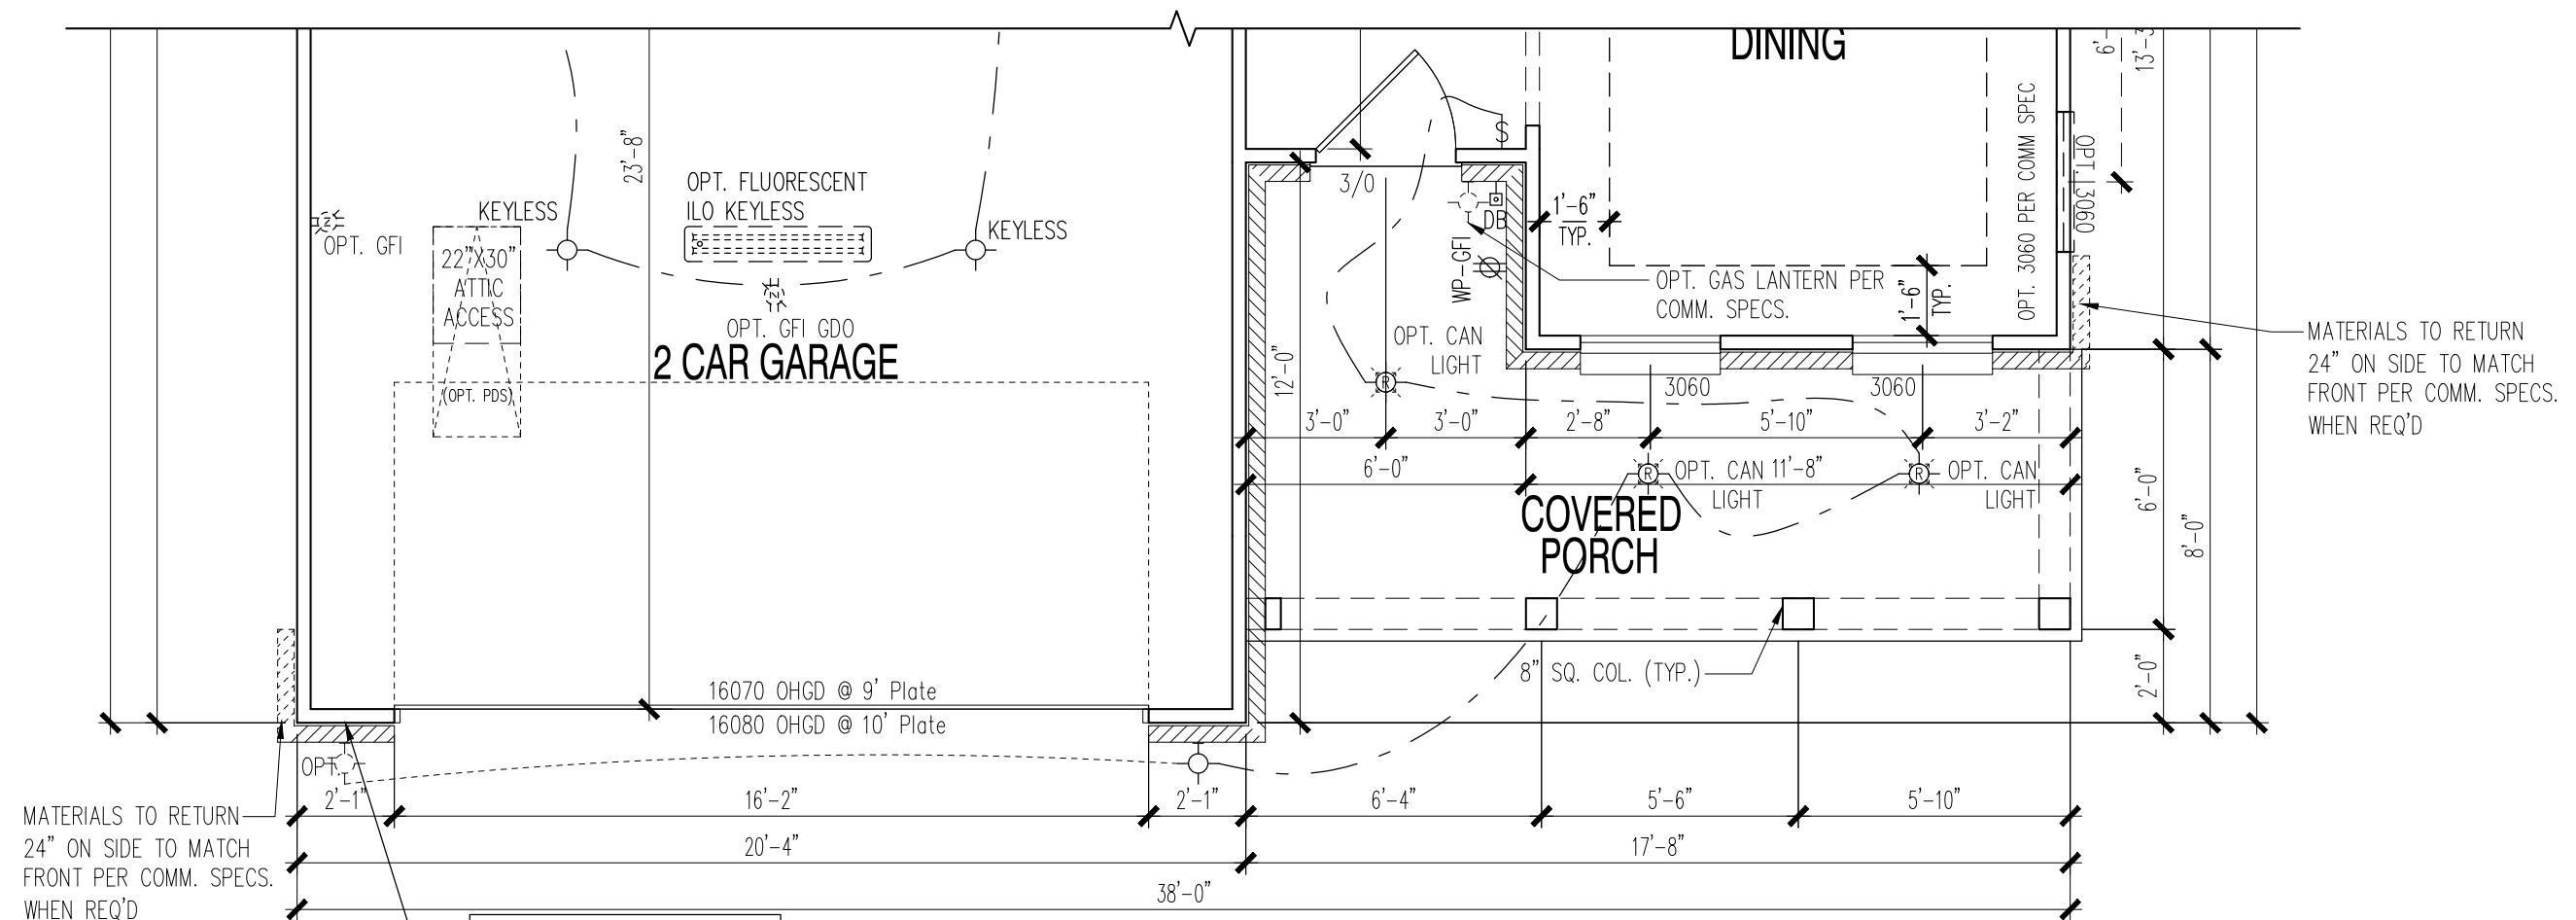 DINING
6'-
13'-3
23'-8"
OPT. FLUORESCENT
ILO KEYLESS
KEYLESS
KEYLESS
OPT. GFI
22"X30"
ATTIC
ACCESS
(OPT. PDS)
OPT. GFI GDO
2 CAR GARAGE
16070 OHGD @ 9' Plate
16080 OHGD @ 10' Plate
S
3/0
DB
WP-GFI
1'-6"
TYP.
OPT. GAS LANTERN PER
COMM. SPECS.
1'-6"
TYP.
OPT. 3060 PER COMM SPEC
OPT. 3060
MATERIALS TO RETURN
24" ON SIDE TO MATCH
FRONT PER COMM. SPECS.
WHEN REQ'D
OPT. CAN
LIGHT
R
12'-0"
3060
3060
3'-0"
3'-0"
2'-8"
5'-10"
3'-2"
6'-0"
R
OPT. CAN
LIGHT
11'-8"
R
OPT. CAN
LIGHT
COVERED
PORCH
6'-0"
8'-0"
2'-0"
8" SQ. COL. (TYP.)
OPT.
2'-1"
16'-2"
2'-1"
6'-4"
5'-6"
5'-10"
20'-4"
17'-8"
38'-0"
MATERIALS TO RETURN
24" ON SIDE TO MATCH
FRONT PER COMM. SPECS.
WHEN REQ'D